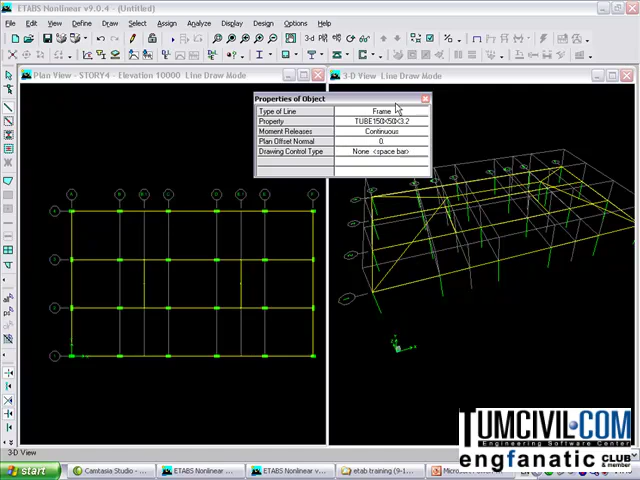 ETABS Nonlinear v9.0.4 - (Untitled)
File Edit View Define Draw Select Assign Analyze Display Design Options Help
Plan View - STORY4 - Elevation 10000 Line Draw Mode
3-D View Line Draw Mode
Properties of Object
Type of Line Frame
Property TUBE150X50X3.2
Moment Releases Continuous
Plan Offset Normal 0.
Drawing Control Type None <space bar>
3-D View
TUMCIVIL.COM
Engineering Software Center
engfanatic CLUB
& member
start
Camtasia Studio - ...
ETABS Nonlinear ...
ETABS Nonlinear v...
etab training (9-1...